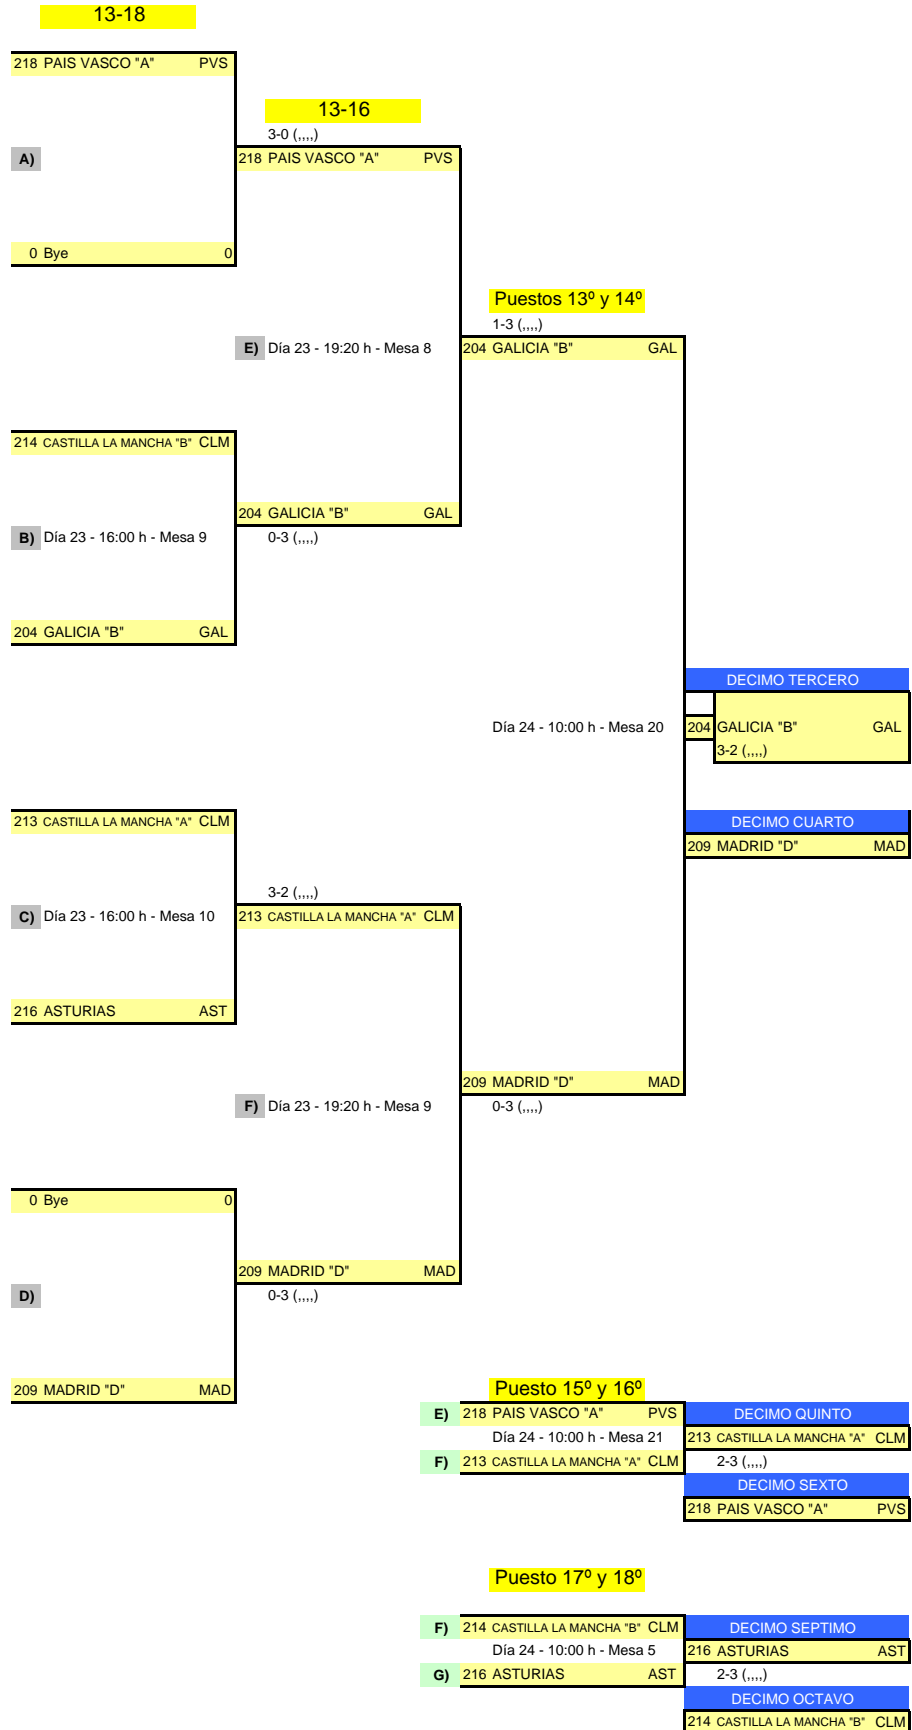 13-18
218 PAIS VASCO "A" PVS
13-16
3-0 (,,,,)
A)
218 PAIS VASCO "A" PVS
0 Bye 0
Puestos 13º y 14º
1-3 (,,,,)
E) Día 23 - 19:20 h - Mesa 8
204 GALICIA "B" GAL
214 CASTILLA LA MANCHA "B" CLM
204 GALICIA "B" GAL
B) Día 23 - 16:00 h - Mesa 9
0-3 (,,,,)
204 GALICIA "B" GAL
DECIMO TERCERO
Día 24 - 10:00 h - Mesa 20
204 GALICIA "B" GAL
3-2 (,,,,)
213 CASTILLA LA MANCHA "A" CLM
DECIMO CUARTO
209 MADRID "D" MAD
3-2 (,,,,)
C) Día 23 - 16:00 h - Mesa 10
213 CASTILLA LA MANCHA "A" CLM
216 ASTURIAS AST
209 MADRID "D" MAD
F) Día 23 - 19:20 h - Mesa 9
0-3 (,,,,)
0 Bye 0
209 MADRID "D" MAD
D)
0-3 (,,,,)
209 MADRID "D" MAD
Puesto 15º y 16º
E) 218 PAIS VASCO "A" PVS
DECIMO QUINTO
Día 24 - 10:00 h - Mesa 21
213 CASTILLA LA MANCHA "A" CLM
F) 213 CASTILLA LA MANCHA "A" CLM
2-3 (,,,,)
DECIMO SEXTO
218 PAIS VASCO "A" PVS
Puesto 17º y 18º
F) 214 CASTILLA LA MANCHA "B" CLM
DECIMO SEPTIMO
Día 24 - 10:00 h - Mesa 5
216 ASTURIAS AST
G) 216 ASTURIAS AST
2-3 (,,,,)
DECIMO OCTAVO
214 CASTILLA LA MANCHA "B" CLM